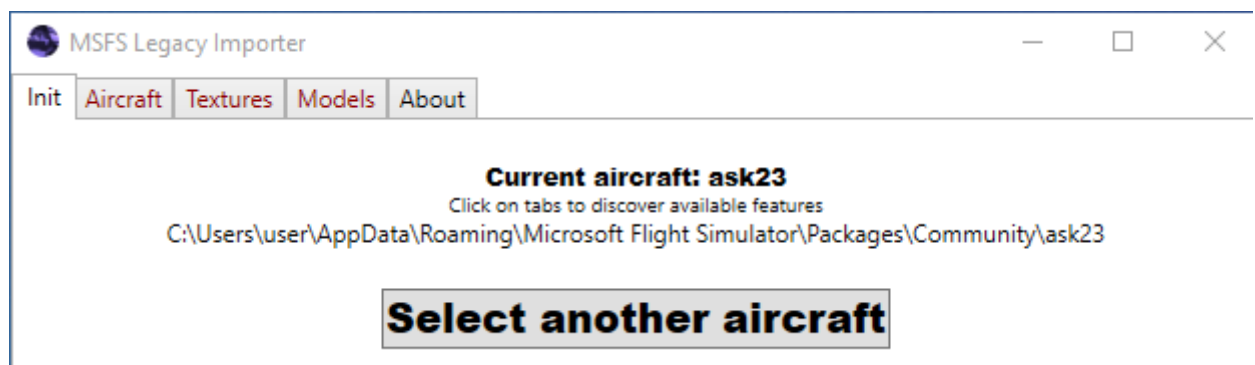 MSFS Legacy Importer
Init Aircraft Textures Models About
Current aircraft: ask23
Click on tabs to discover available features
C:\Users\user\AppData\Roaming\Microsoft Flight Simulator\Packages\Community\ask23
Select another aircraft